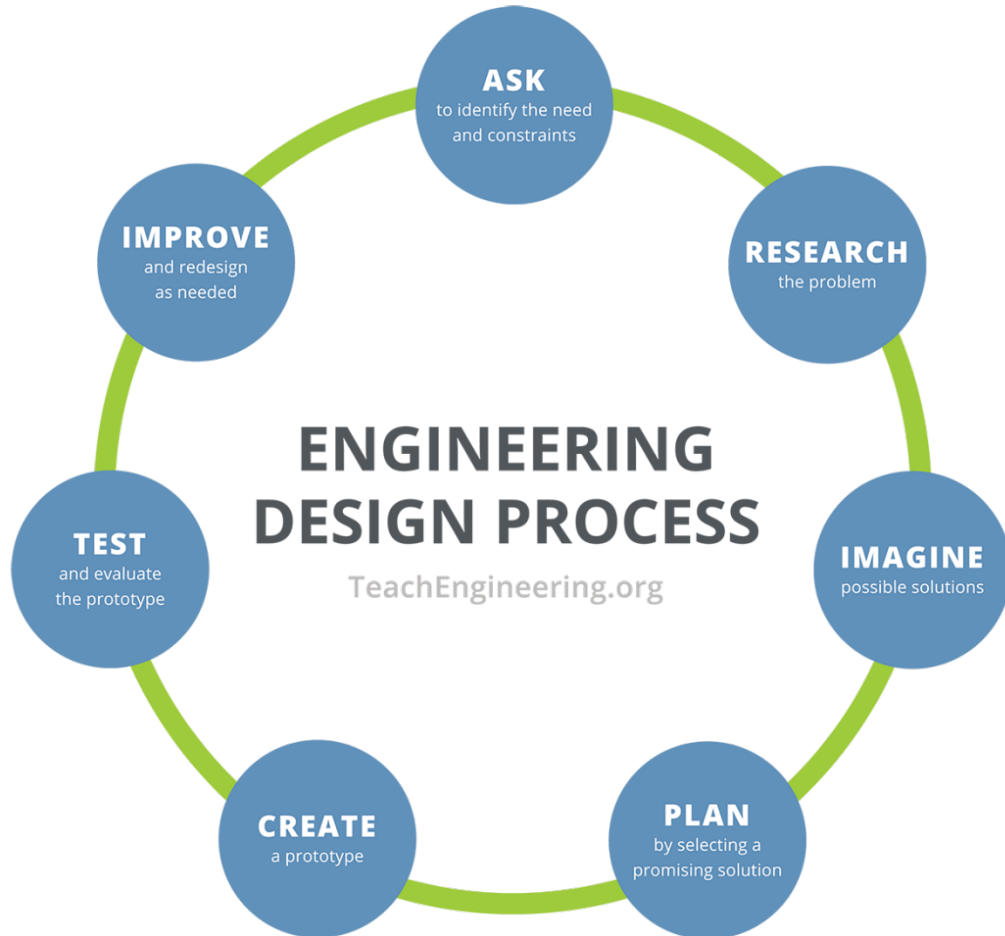 ASK
to identify the need
and constraints
RESEARCH
the problem
IMAGINE
possible solutions
PLAN
by selecting a
promising solution
CREATE
a prototype
TEST
and evaluate
the prototype
IMPROVE
and redesign
as needed
ENGINEERING
DESIGN PROCESS
TeachEngineering.org